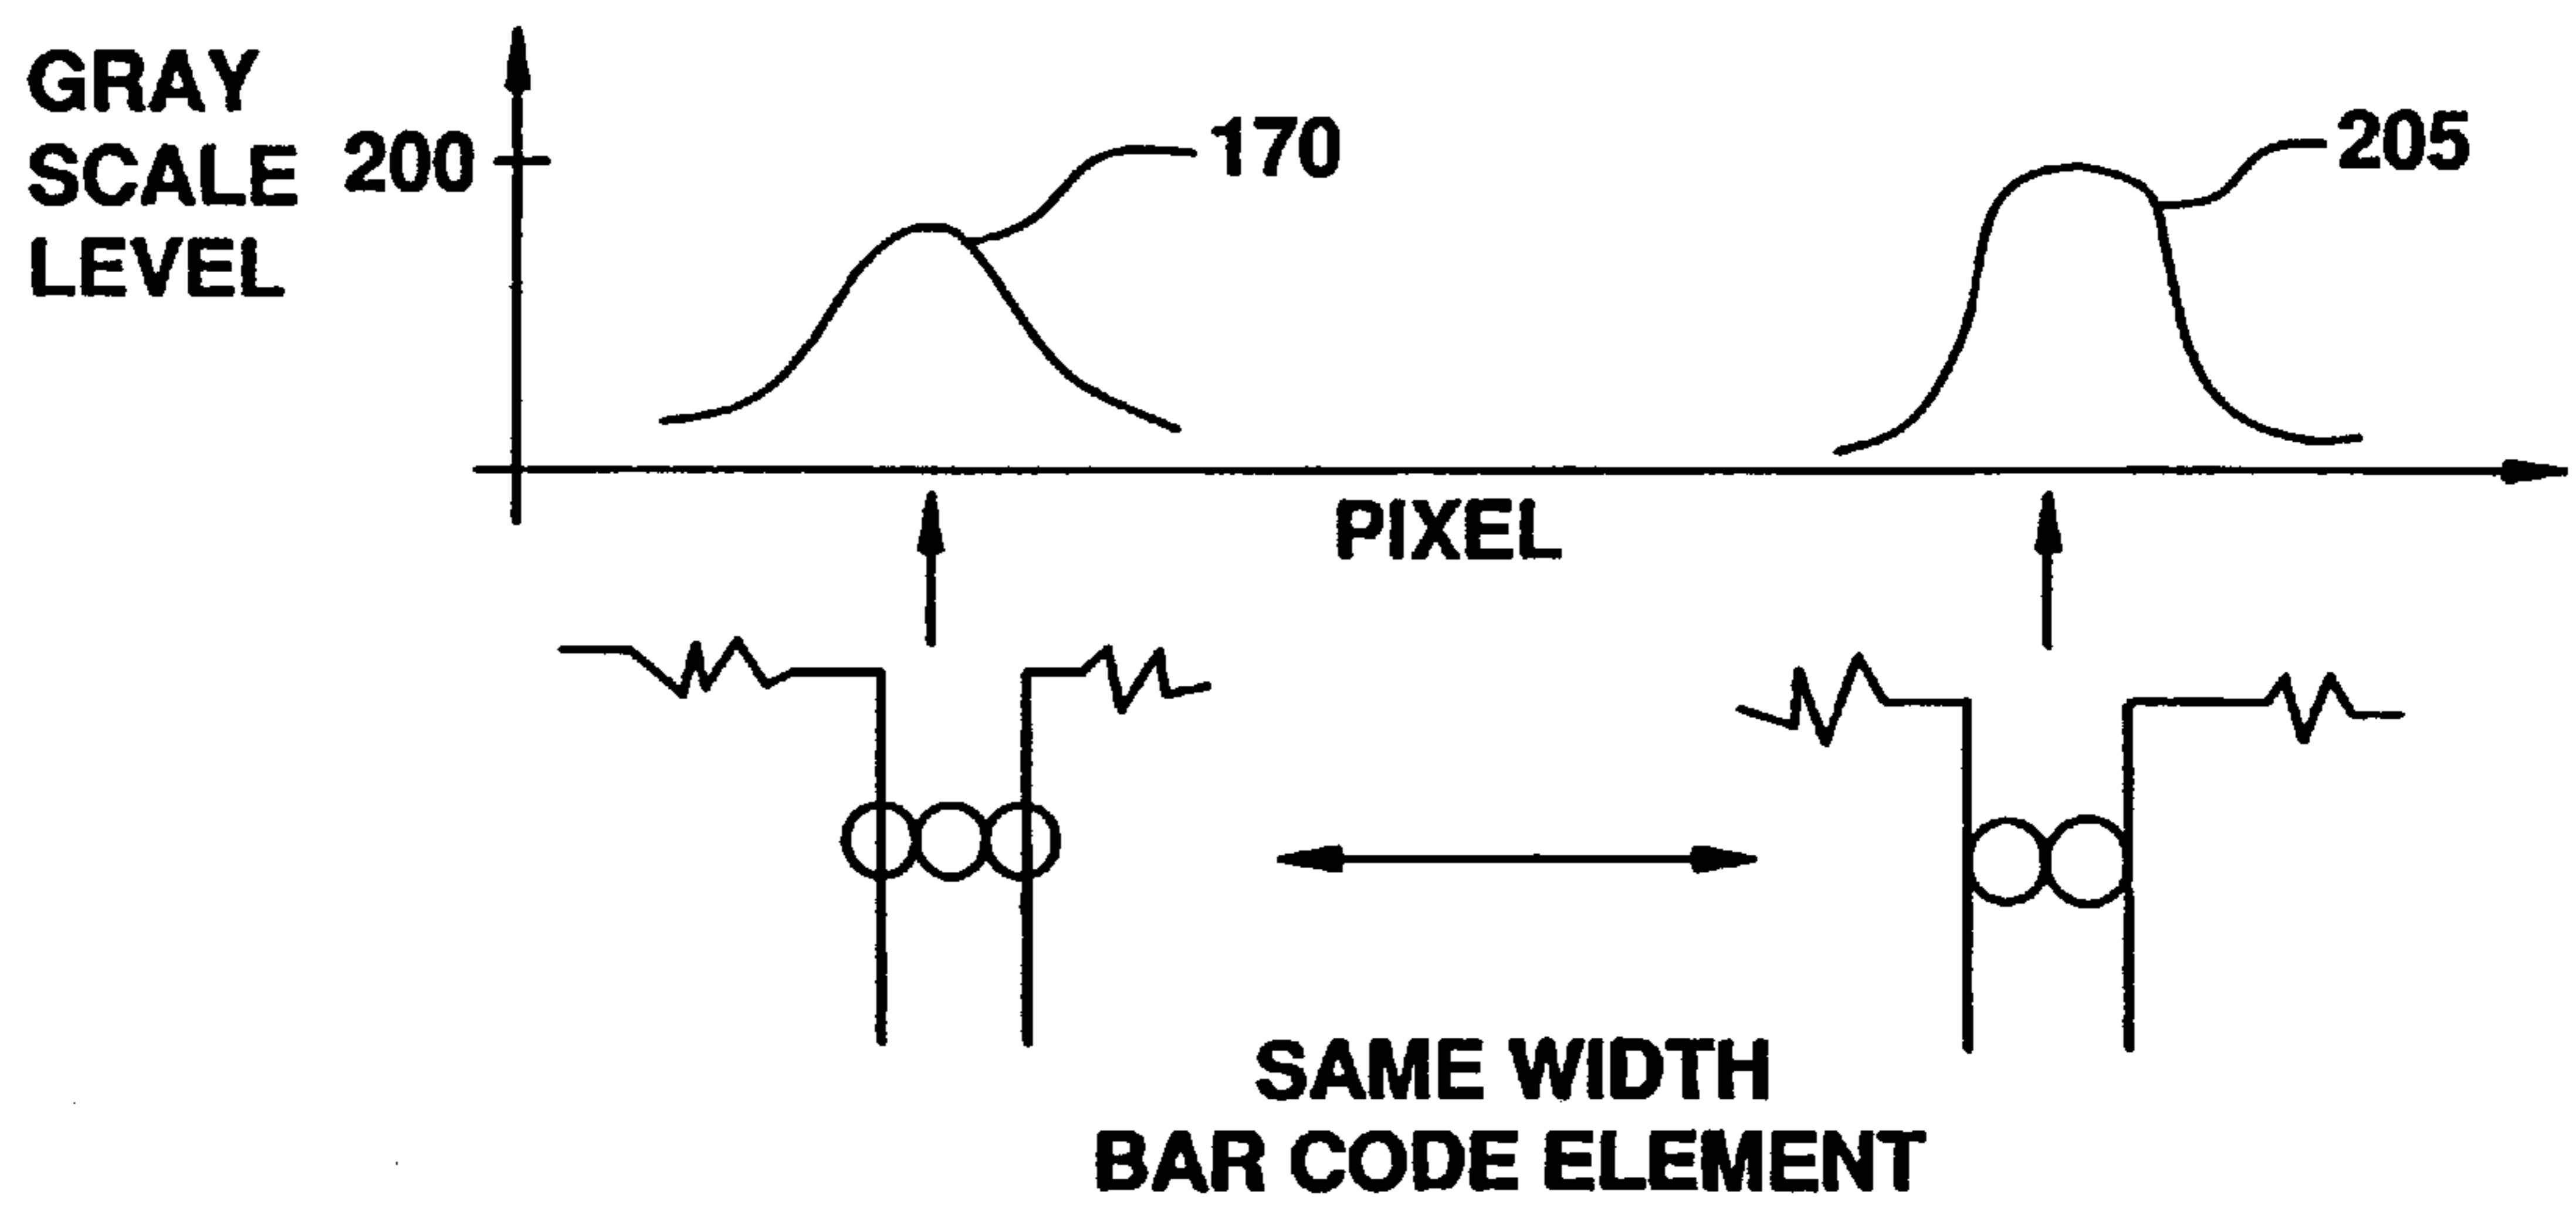 GRAY
SCALE
LEVEL
200
170
205
PIXEL
SAME WIDTH
BAR CODE ELEMENT